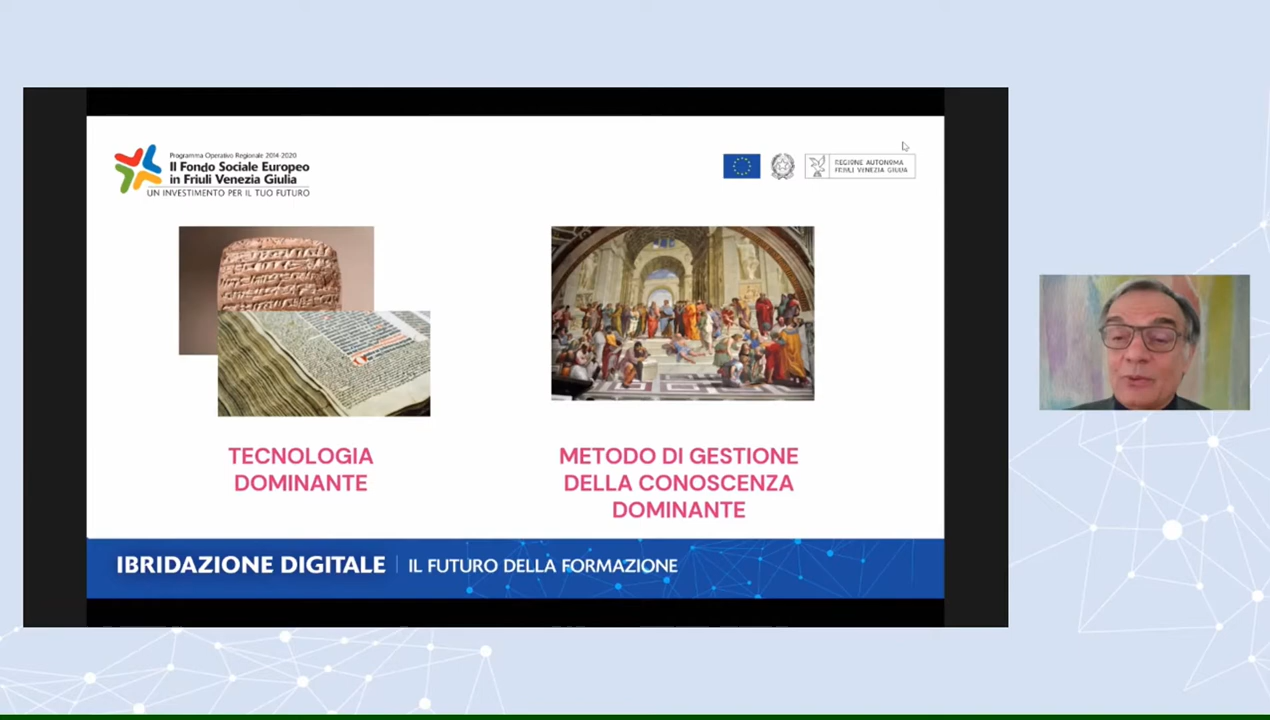 Programma Operativo Regionale 2014-2020
Il Fondo Sociale Europeo
in Friuli Venezia Giulia
UN INVESTIMENTO PER IL TUO FUTURO
REGIONE AUTONOMA
FRIULI VENEZIA GIULIA
TECNOLOGIA
DOMINANTE
METODO DI GESTIONE
DELLA CONOSCENZA
DOMINANTE
IBRIDAZIONE DIGITALE | IL FUTURO DELLA FORMAZIONE